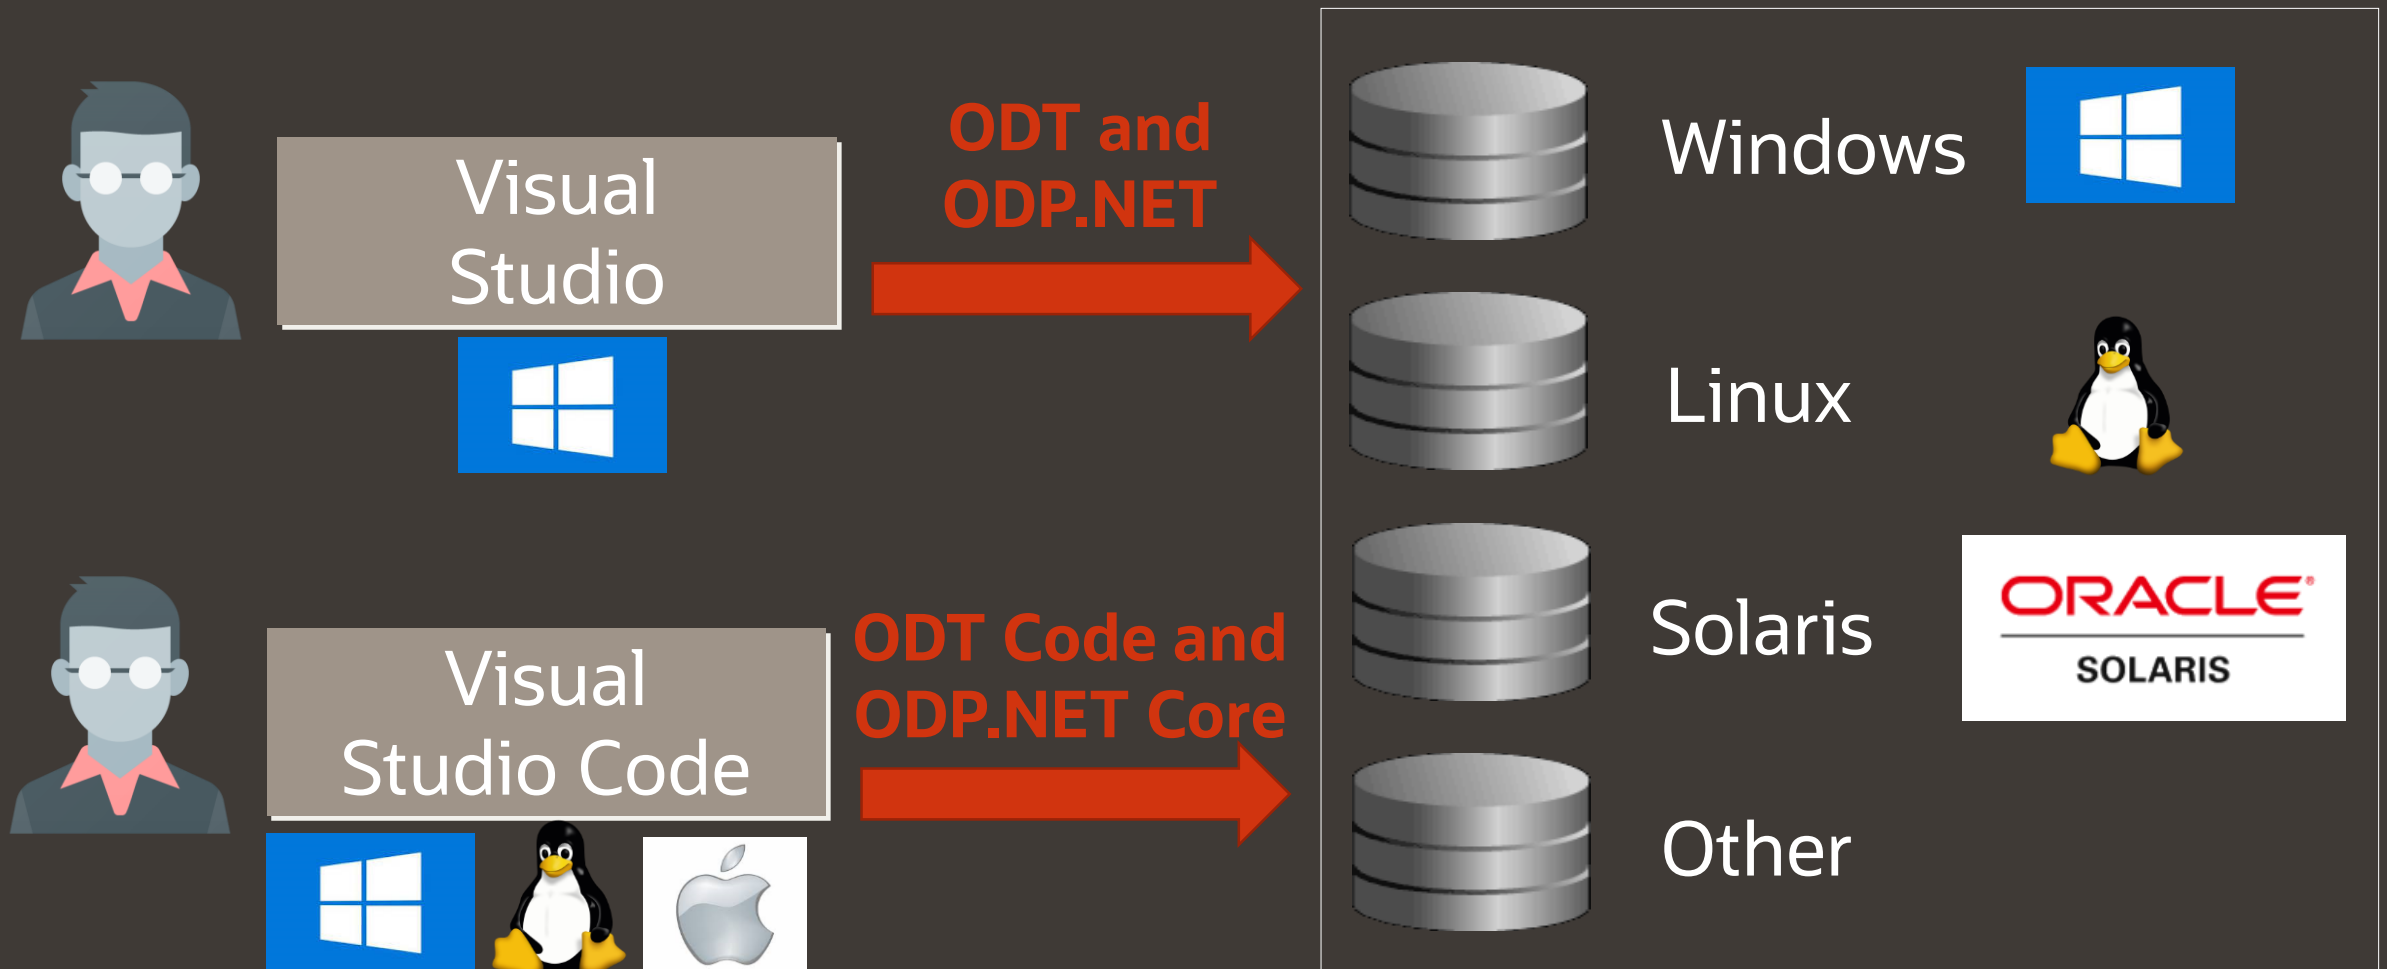 Visual
Studio
ODT and
ODP.NET
Windows
Linux
Visual
Studio Code
ODT Code and
ODP.NET Core
Solaris
ORACLE®
SOLARIS
Other